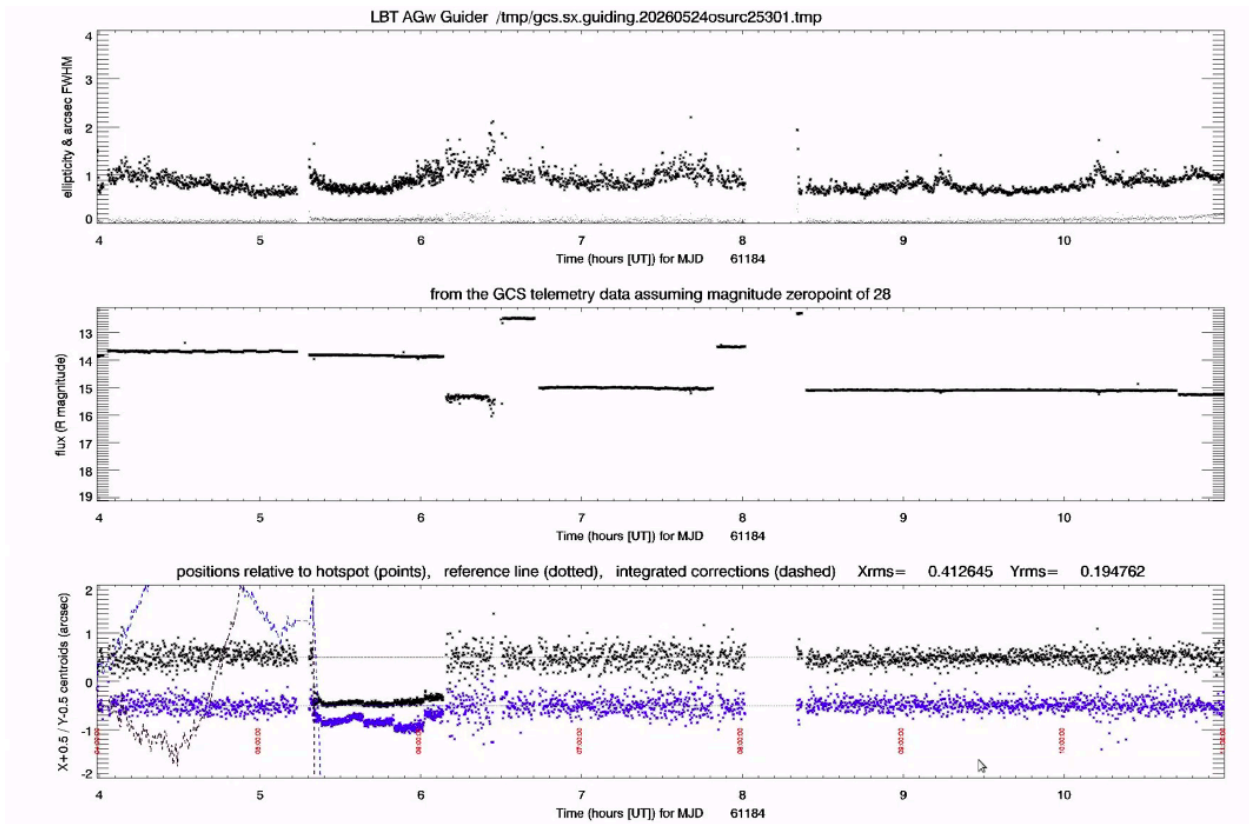 LBT AGw Guider /tmp/gcs.sx.guiding.20260524osurc25301.tmp
4
3
2
1
0
ellipticity & arcsec FWHM
4 5 6 7 8 9 10
Time (hours [UT]) for MJD 61184
from the GCS telemetry data assuming magnitude zeropoint of 28
13
14
15
16
17
18
19
flux (R magnitude)
4 5 6 7 8 9 10
Time (hours [UT]) for MJD 61184
positions relative to hotspot (points), reference line (dotted), integrated corrections (dashed) Xrms= 0.412645 Yrms= 0.194762
2
1
0
-1
-2
X+0.5 / Y-0.5 centroids (arcsec)
4 5 6 7 8 9 10
Time (hours [UT]) for MJD 61184